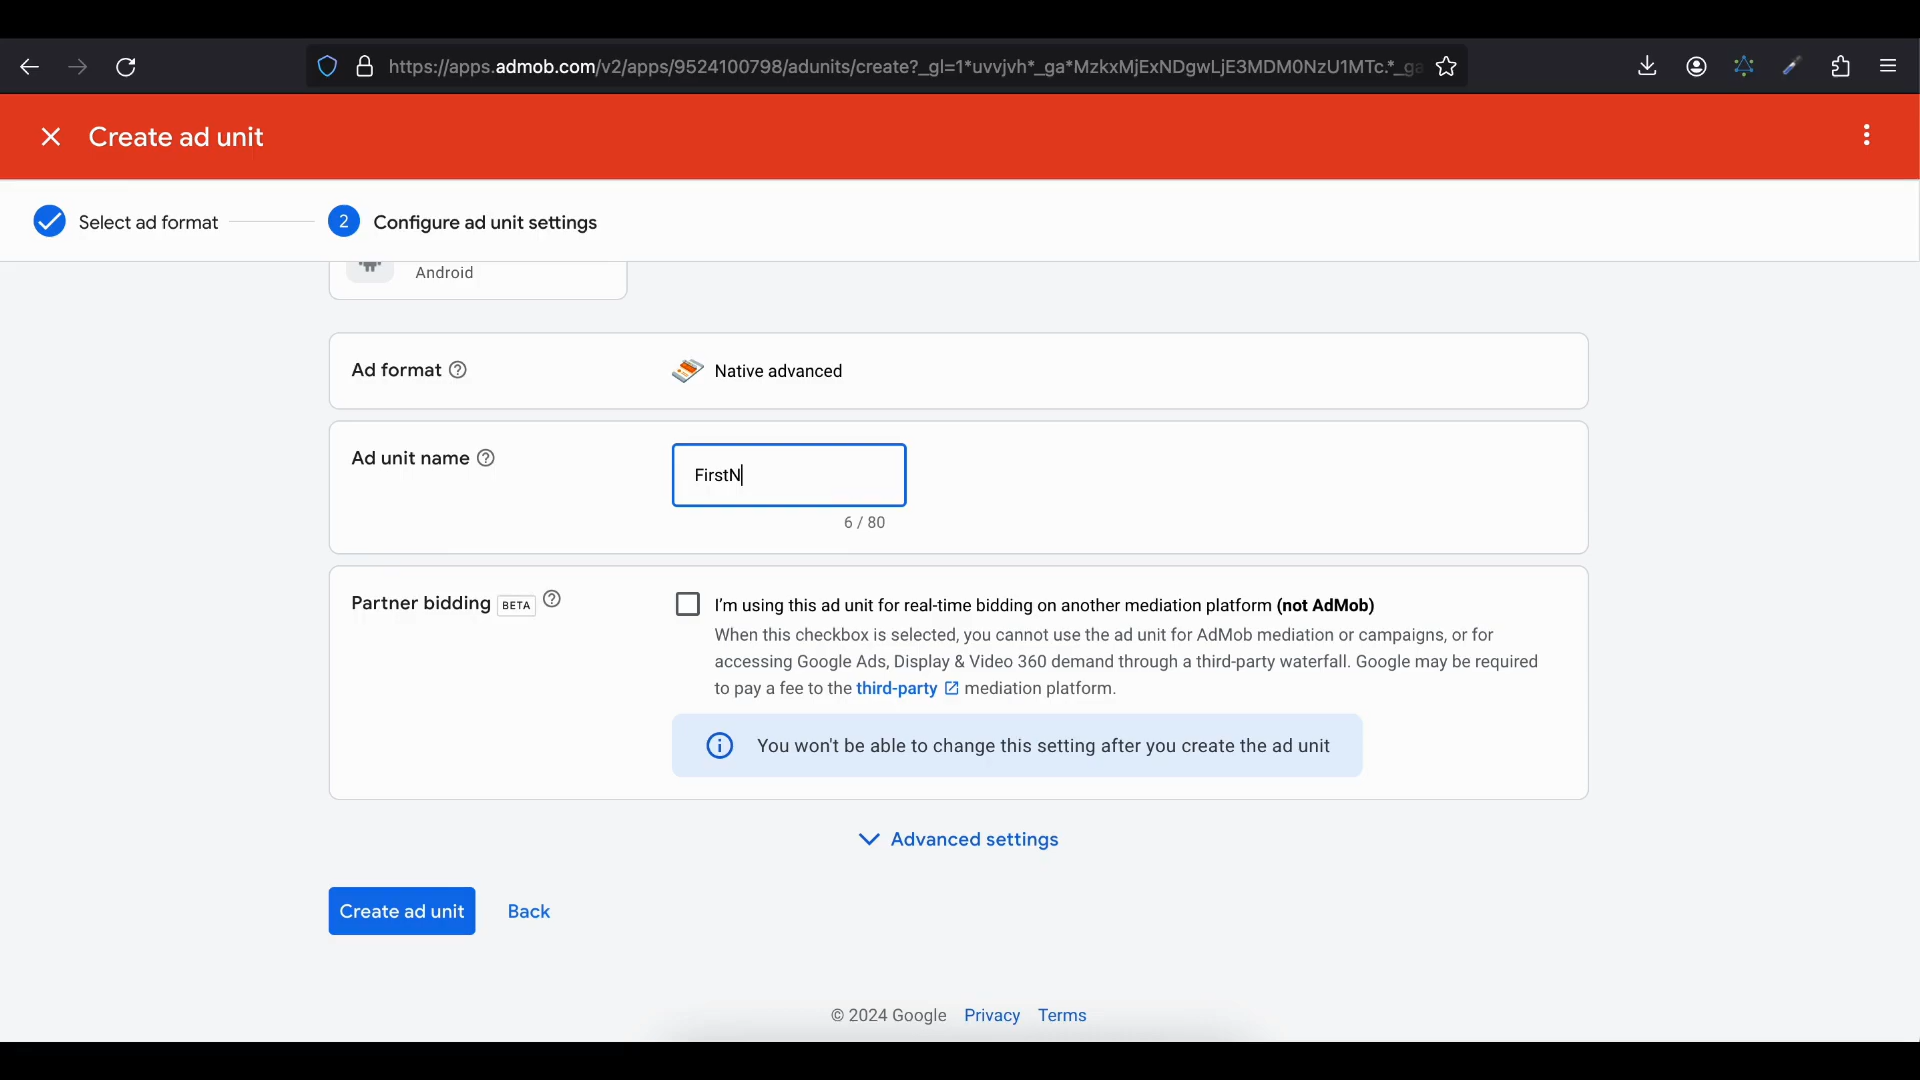 https://apps.admob.com/v2/apps/9524100798/adunits/create?_gl=1*uvvjvh*_ga*MzkxMjExNDgwLjE3MDM0NzU1MTc.*_ga
Create ad unit
Select ad format
2 Configure ad unit settings
Android
Ad format
Native advanced
Ad unit name
FirstN
6 / 80
Partner bidding BETA
I'm using this ad unit for real-time bidding on another mediation platform (not AdMob)
When this checkbox is selected, you cannot use the ad unit for AdMob mediation or campaigns, or for
accessing Google Ads, Display & Video 360 demand through a third-party waterfall. Google may be required
to pay a fee to the third-party mediation platform.
You won't be able to change this setting after you create the ad unit
Advanced settings
Create ad unit Back
© 2024 Google Privacy Terms